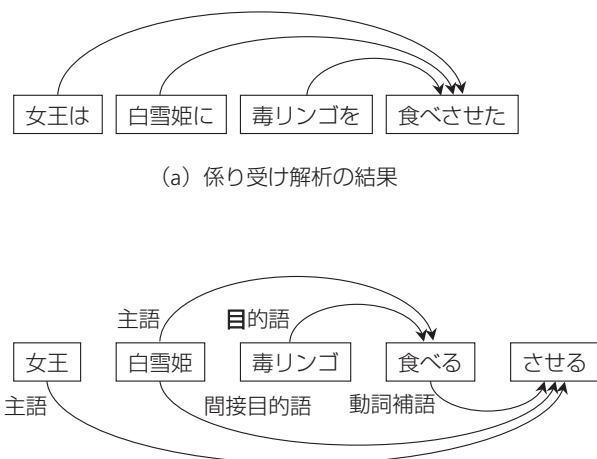 女王は 白雪姫に 毒リンゴを 食べさせた
(a)係り受け解析の結果
主語 目的語
女王 白雪姫 毒リンゴ 食べる させる
主語 間接目的語 動詞補語